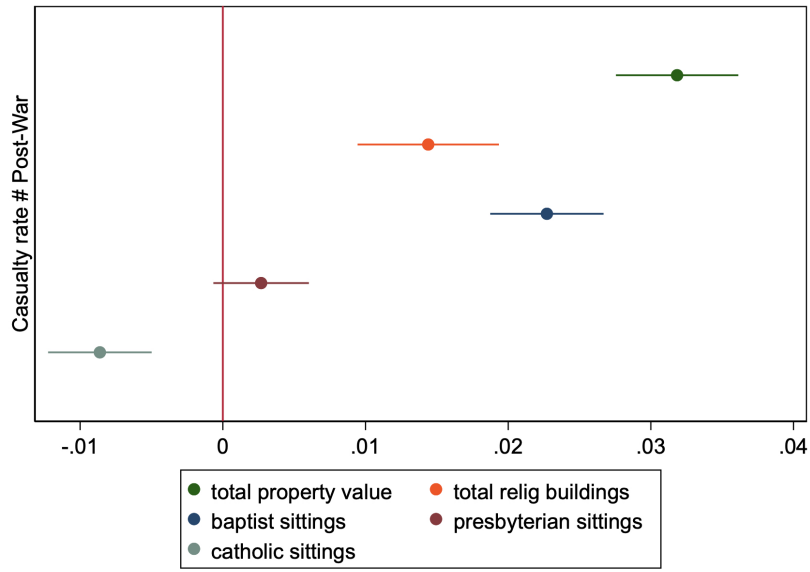 Casualty rate # Post-War
-.01 0 .01 .02 .03 .04
total property value total relig buildings
baptist sittings presbyterian sittings
catholic sittings